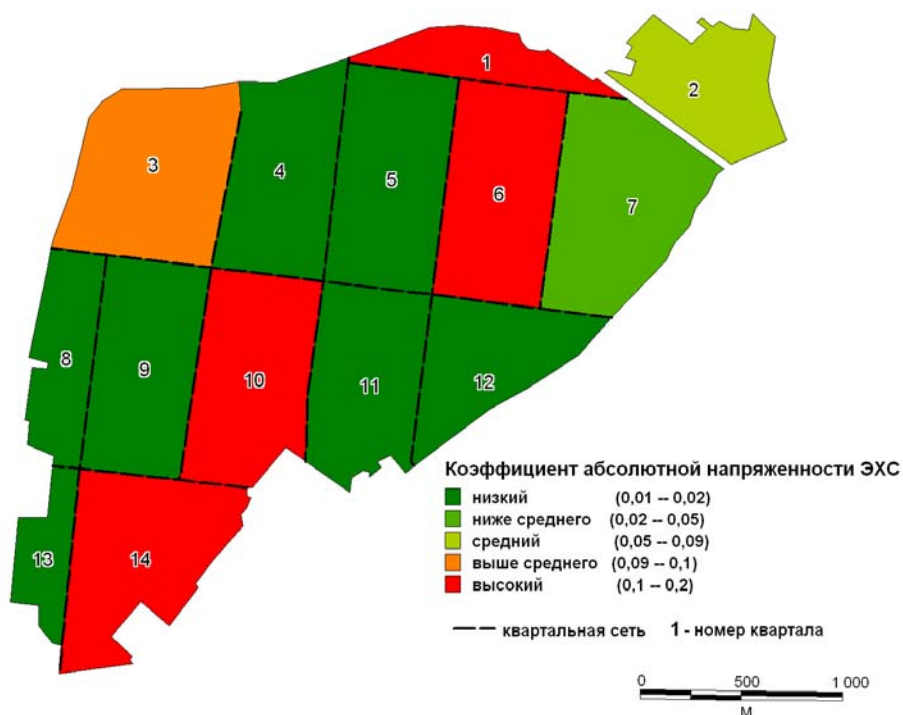 1
2
3
4
5
6
7
8
9
10
11
12
13
14
Коэффициент абсолютной напряженности ЭХС
низкий (0,01 -- 0,02)
ниже среднего (0,02 -- 0,05)
средний (0,05 -- 0,09)
выше среднего (0,09 -- 0,1)
высокий (0,1 -- 0,2)
квартальная сеть 1 - номер квартала
0 500 1 000
М